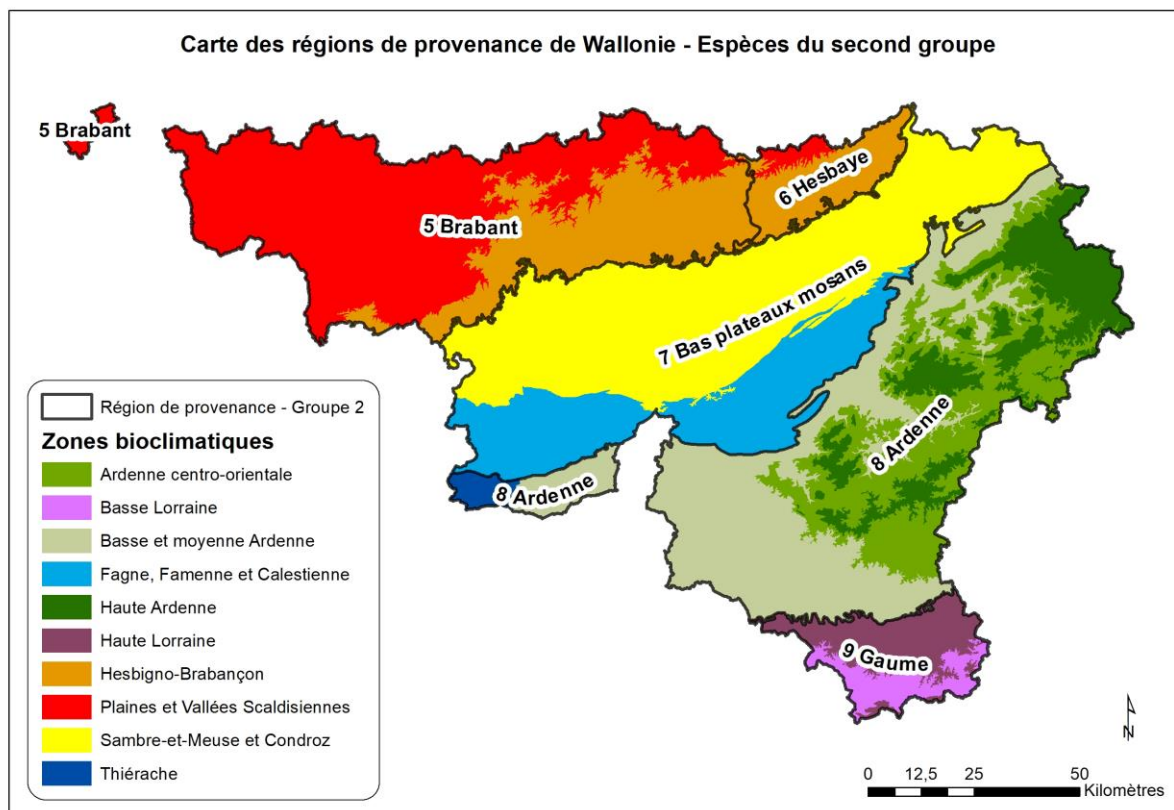 Carte des régions de provenance de Wallonie - Espèces du second groupe
5 Brabant
6 Hesbaye
5 Brabant
7 Bas plateaux mosans
8 Ardenne
8 Ardenne
9 Gaume
Région de provenance - Groupe 2
Zones bioclimatiques
Ardenne centro-orientale
Basse Lorraine
Basse et moyenne Ardenne
Fagne, Famenne et Calestienne
Haute Ardenne
Haute Lorraine
Hesbigno-Brabançon
Plaines et Vallées Scaldisiennes
Sambre-et-Meuse et Condroz
Thiérache
N
0 12,5 25 50
Kilomètres